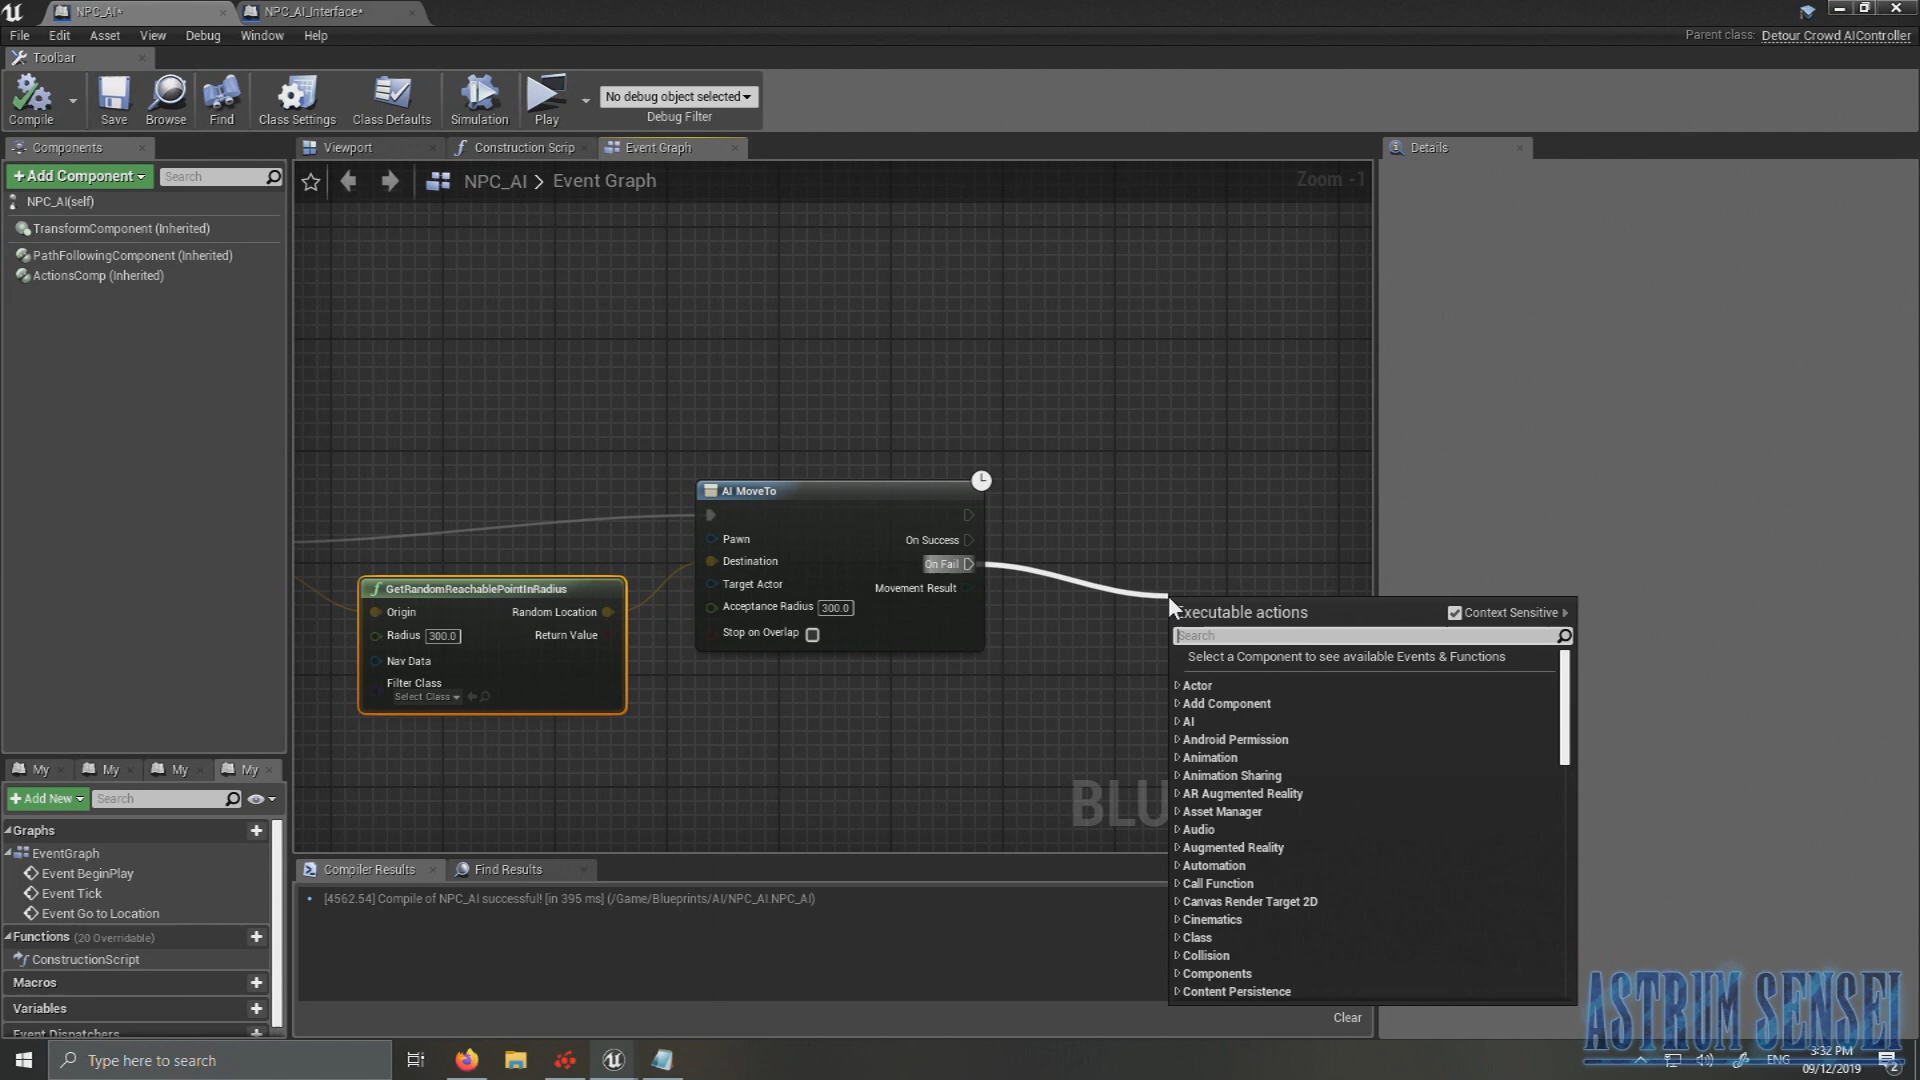 NPC_AI*
NPC_AI_Interface*
File Edit Asset View Debug Window Help
Parent class: Detour Crowd AIController
Toolbar
Compile Save Browse Find Class Settings Class Defaults Simulation Play
No debug object selected
Debug Filter
Components
Viewport
Construction Scrip
Event Graph
Details
+Add Component
Search
NPC_AI > Event Graph
Zoom -1
NPC_AI(self)
TransformComponent (Inherited)
PathFollowingComponent (Inherited)
ActionsComp (Inherited)
AI MoveTo
Pawn
On Success
Destination
On Fail
Target Actor
Movement Result
Acceptance Radius 300.0
Stop on Overlap
GetRandomReachablePointInRadius
Origin
Random Location
Radius 300.0
Return Value
Nav Data
Filter Class
Select Class
Executable actions
Context Sensitive
Search
Select a Component to see available Events & Functions
Actor
Add Component
AI
Android Permission
Animation
Animation Sharing
AR Augmented Reality
Asset Manager
Audio
Augmented Reality
Automation
Call Function
Canvas Render Target 2D
Cinematics
Class
Collision
Components
Content Persistence
BLU
My My My My
+Add New
Search
Graphs
EventGraph
Event BeginPlay
Event Tick
Event Go to Location
Functions (20 Overridable)
ConstructionScript
Macros
Variables
Event Dispatchers
Compiler Results
Find Results
[4562.54] Compile of NPC_AI successful! [in 395 ms] (/Game/Blueprints/AI/NPC_AI.NPC_AI)
Clear
ASTRUM SENSEI
Type here to search
ENG
3:32 PM
09/12/2019
2